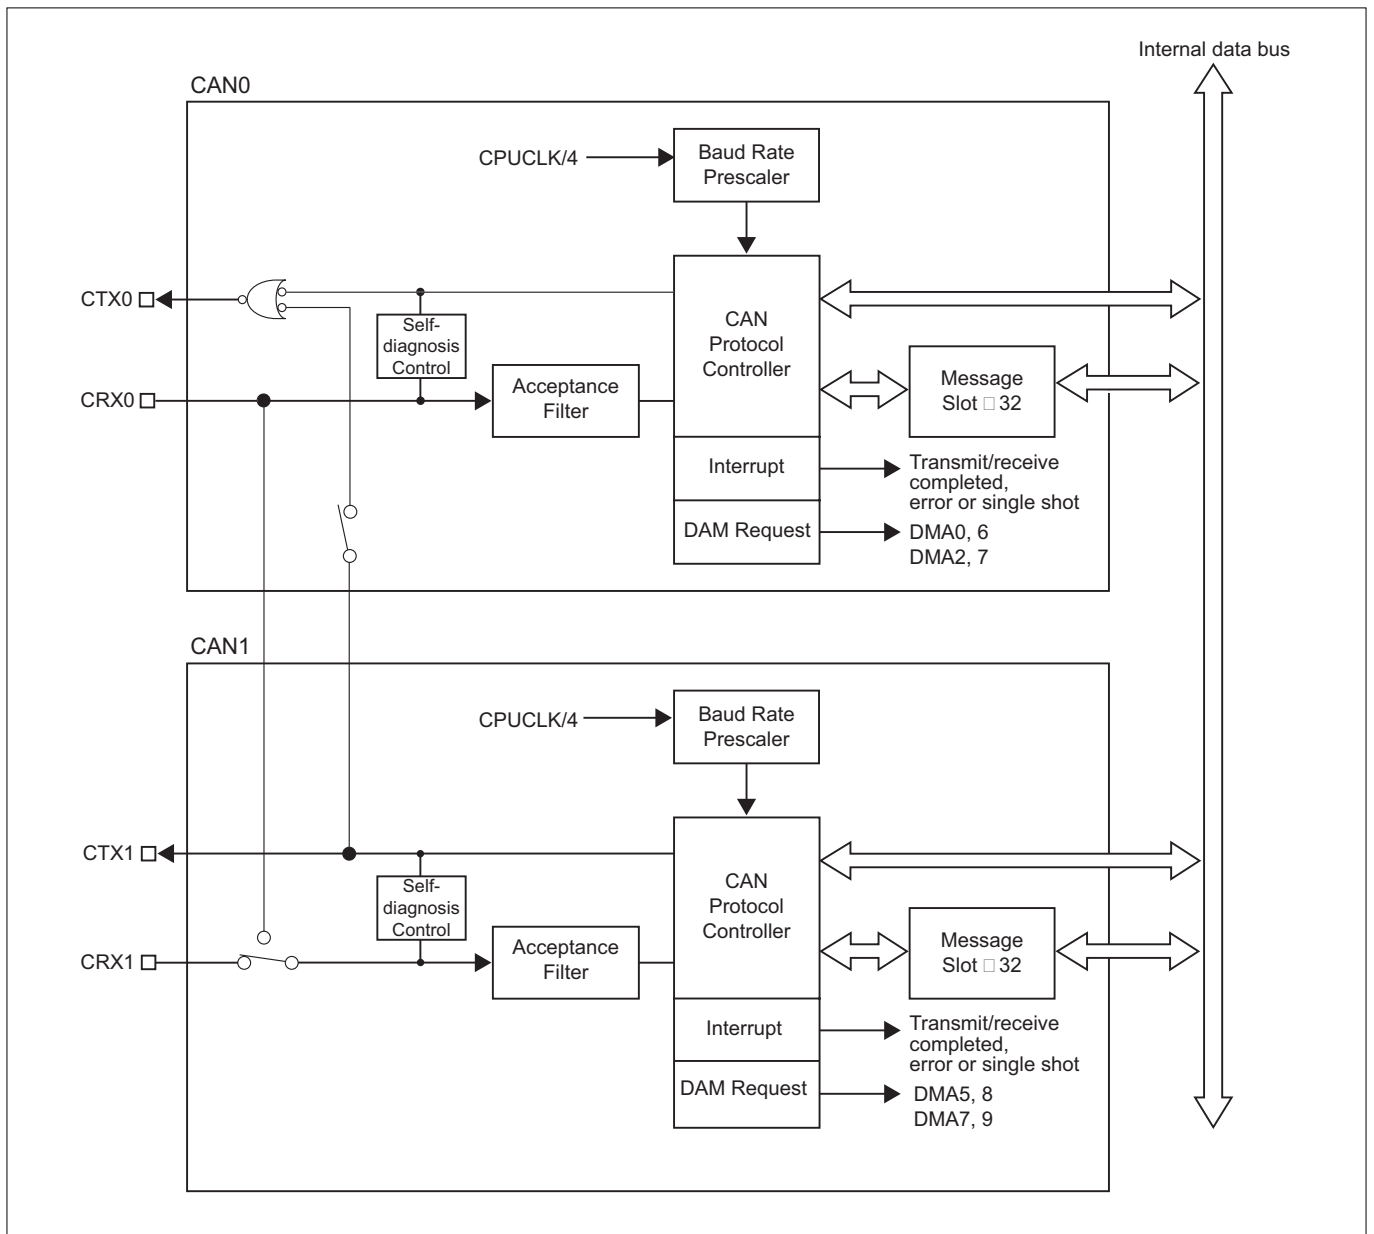 Internal data bus
CAN0
CPUCLK/4
Baud Rate
Prescaler
CTX0
Self-
diagnosis
Control
CAN
Protocol
Controller
CRX0
Acceptance
Filter
Message
Slot □ 32
Interrupt
Transmit/receive
completed,
error or single shot
DAM Request
DMA0, 6
DMA2, 7
CAN1
CPUCLK/4
Baud Rate
Prescaler
CTX1
Self-
diagnosis
Control
CAN
Protocol
Controller
CRX1
Acceptance
Filter
Message
Slot □ 32
Interrupt
Transmit/receive
completed,
error or single shot
DAM Request
DMA5, 8
DMA7, 9